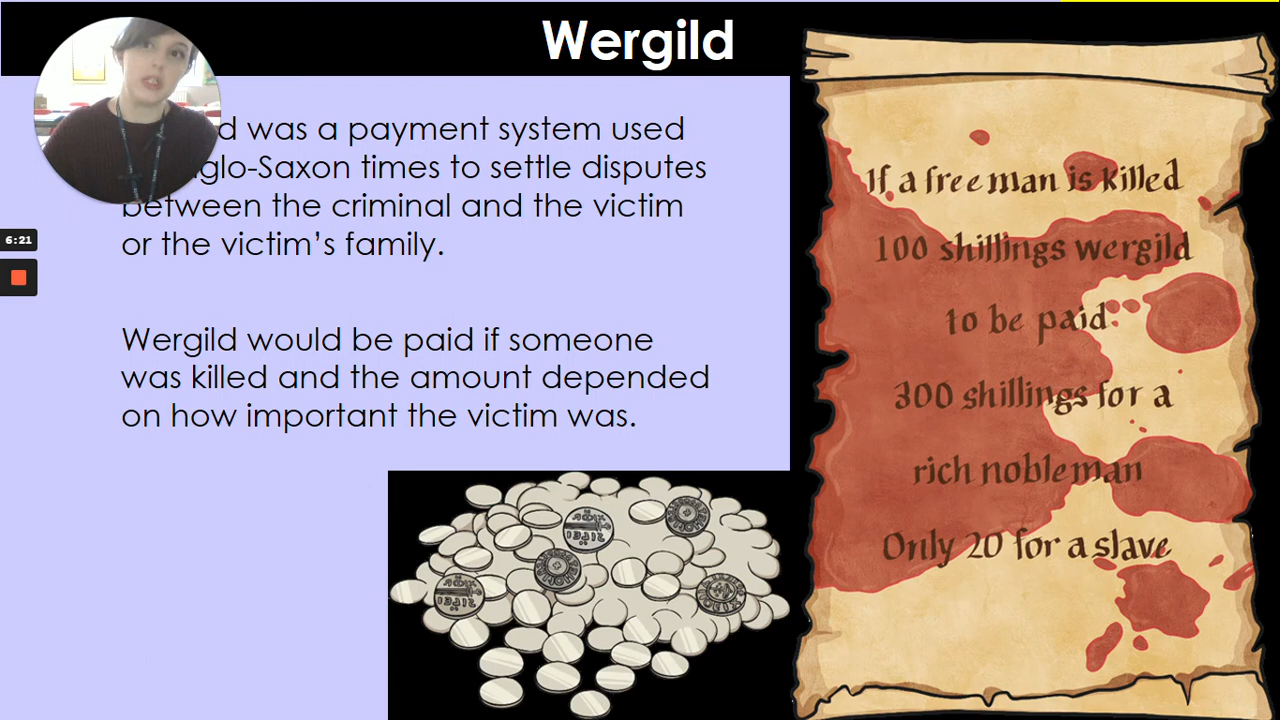 Wergild
d was a payment system used
glo-Saxon times to settle disputes
between the criminal and the victim
or the victim's family.
Wergild would be paid if someone
was killed and the amount depended
on how important the victim was.
6:21
If a free man is killed
100 shillings wergild
to be paid
300 shillings for a
rich nobleman
Only 20 for a slave